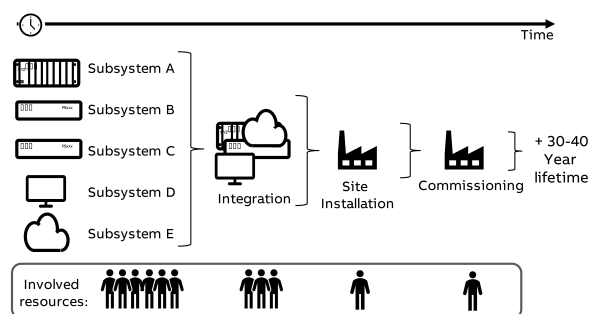 Time
Subsystem A
Subsystem B
Subsystem C
Subsystem D
Subsystem E
Integration
Site
Installation
Commissioning
+ 30-40
Year
lifetime
Involved
resources: